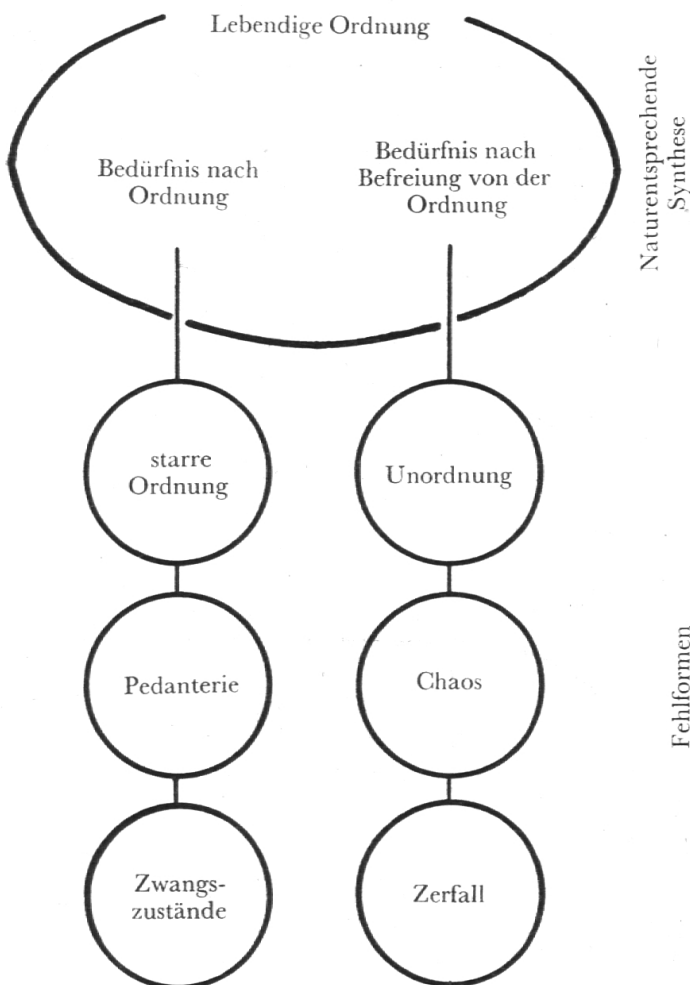 Lebendige Ordnung
Bedürfnis nach
Ordnung
Bedürfnis nach
Befreiung von der
Ordnung
Naturentsprechende
Synthese
starre
Ordnung
Unordnung
Pedanterie
Chaos
Fehlformen
Zwangs-
zustände
Zerfall